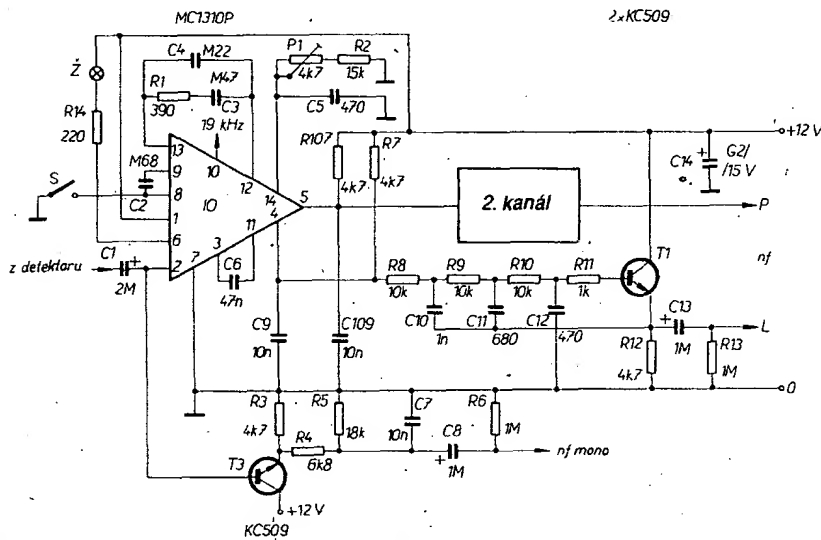 MC1310P
2xKC509
C4
M22
P1
4k7
R2
15k
Ž
R1
390
M47
C3
C5
470
R14
220
19 kHz
R107
4k7
R7
4k7
+12V
C14
+
G2/
/15 V
13
10
12
14
S
M68
C2
9
8
IO
5
4
2. kanál
P
1
6
11
T1
nf
z detektoru
C1
+
2M
2
7
3
C6
47n
R8
10k
R9
10k
R10
10k
R11
1k
C9
10n
C109
10n
C10
1n
C11
680
C12
470
C13
+
1M
L
R12
4k7
R13
1M
0
R3
4k7
R5
18k
C7
10n
R6
1M
R4
6k8
C8
+
1M
nf mono
T3
+12V
KC509